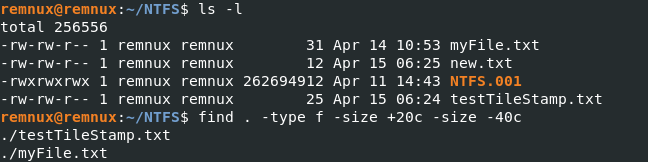 remnux@remnux:~/NTFS$ ls -l
total 256556
-rw-rw-r-- 1 remnux remnux        31 Apr 14 10:53 myFile.txt
-rw-rw-r-- 1 remnux remnux        12 Apr 15 06:25 new.txt
-rwxrwxrwx 1 remnux remnux 262694912 Apr 11 14:43 NTFS.001
-rw-rw-r-- 1 remnux remnux        25 Apr 15 06:24 testTileStamp.txt
remnux@remnux:~/NTFS$ find . -type f -size +20c -size -40c
./testTileStamp.txt
./myFile.txt